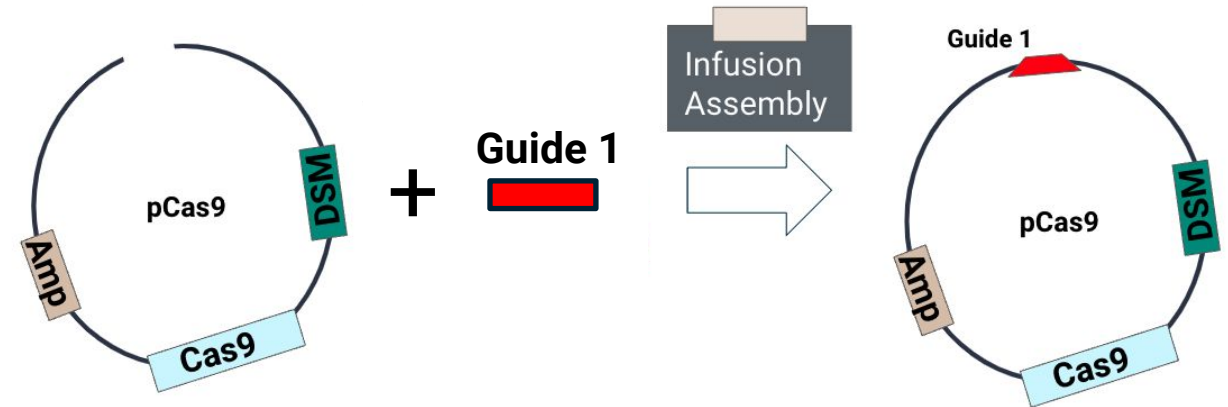 pCas9
Amp
DSM
Cas9
+
Guide 1
Infusion
Assembly
Guide 1
pCas9
Amp
DSM
Cas9